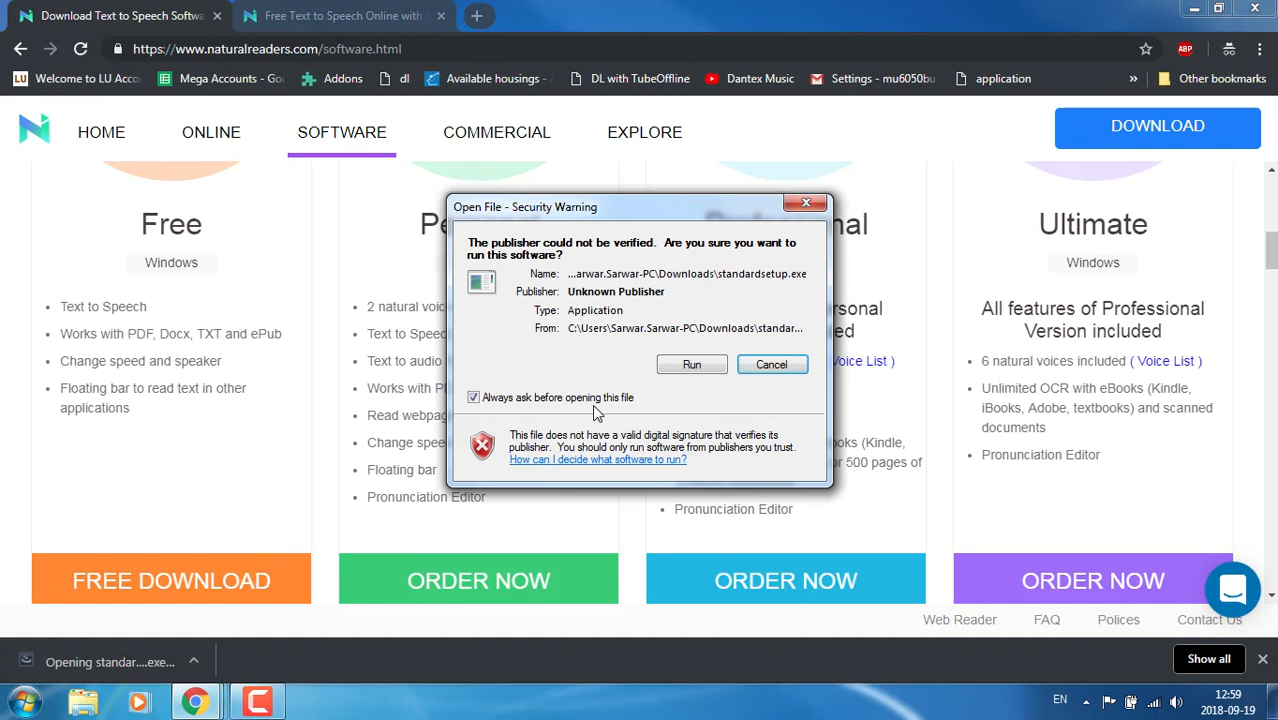 Download Text to Speech Softwa
Free Text to Speech Online with
https://www.naturalreaders.com/software.html
ABP
LU Welcome to LU Acco
Mega Accounts - Go
Addons
dl
Available housings -
DL with TubeOffline
Dantex Music
Settings - mu6050bu
application
»
Other bookmarks
HOME
ONLINE
SOFTWARE
COMMERCIAL
EXPLORE
DOWNLOAD
Free
Windows
Text to Speech
Works with PDF, Docx, TXT and ePub
Change speed and speaker
Floating bar to read text in other
applications
FREE DOWNLOAD
Pe
2 natural voic
Text to Speec
Text to audio
Works with P
Read webpag
Change spee
Floating bar
Pronunciation Editor
ORDER NOW
Open File - Security Warning
The publisher could not be verified. Are you sure you want to
run this software?
Name: ...arwar.Sarwar-PC\Downloads\standardsetup.exe
Publisher: Unknown Publisher
Type: Application
From: C:\Users\Sarwar.Sarwar-PC\Downloads\standar...
Run
Cancel
Always ask before opening this file
This file does not have a valid digital signature that verifies its
publisher. You should only run software from publishers you trust.
How can I decide what software to run?
nal
ersonal
Voice List )
ooks (Kindle,
or 500 pages of
Pronunciation Editor
ORDER NOW
Ultimate
Windows
All features of Professional
Version included
6 natural voices included ( Voice List )
Unlimited OCR with eBooks (Kindle,
iBooks, Adobe, textbooks) and scanned
documents
Pronunciation Editor
ORDER NOW
Web Reader
FAQ
Polices
Contact Us
Opening standar....exe...
Show all
EN
12:59
2018-09-19